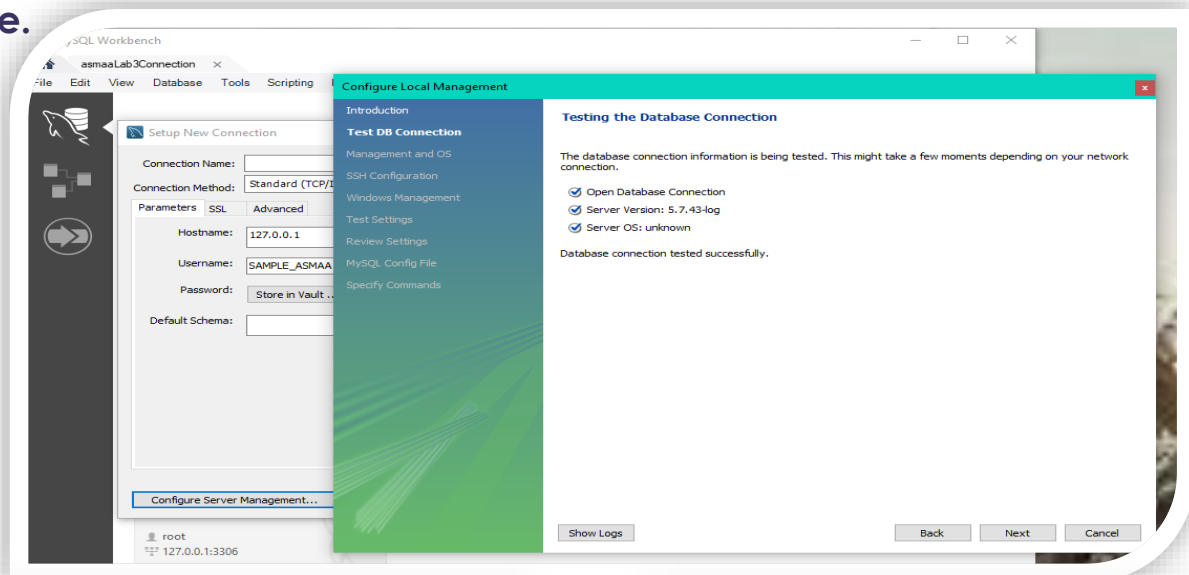 e.
MySQL Workbench
asmaaLab3Connection ×
File Edit View Database Tools Scripting
Configure Local Management
Introduction
Test DB Connection
Management and OS
SSH Configuration
Windows Management
Test Settings
Review Settings
MySQL Config File
Specify Commands
Setup New Connection
Connection Name:
Connection Method: Standard (TCP/I
Parameters SSL Advanced
Hostname: 127.0.0.1
Username: SAMPLE_ASMAA
Password: Store in Vault ..
Default Schema:
Configure Server Management...
root
127.0.0.1:3306
Testing the Database Connection
The database connection information is being tested. This might take a few moments depending on your network
connection.
Open Database Connection
Server Version: 5.7.43-log
Server OS: unknown
Database connection tested successfully.
Show Logs Back Next Cancel